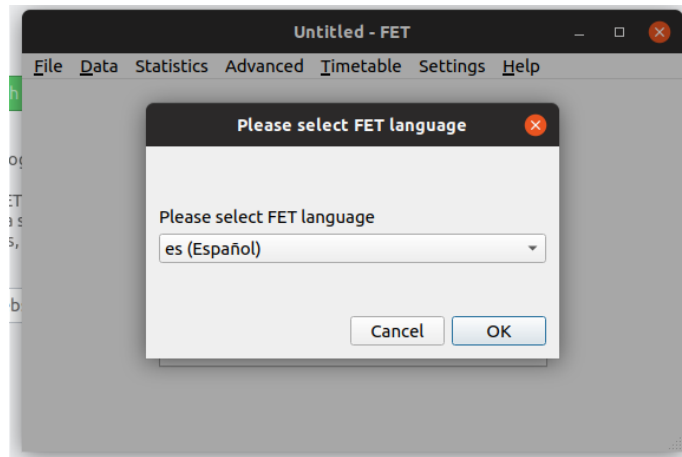 Untitled - FET
File Data Statistics Advanced Timetable Settings Help
Please select FET language
Please select FET language
es (Español)
Cancel OK